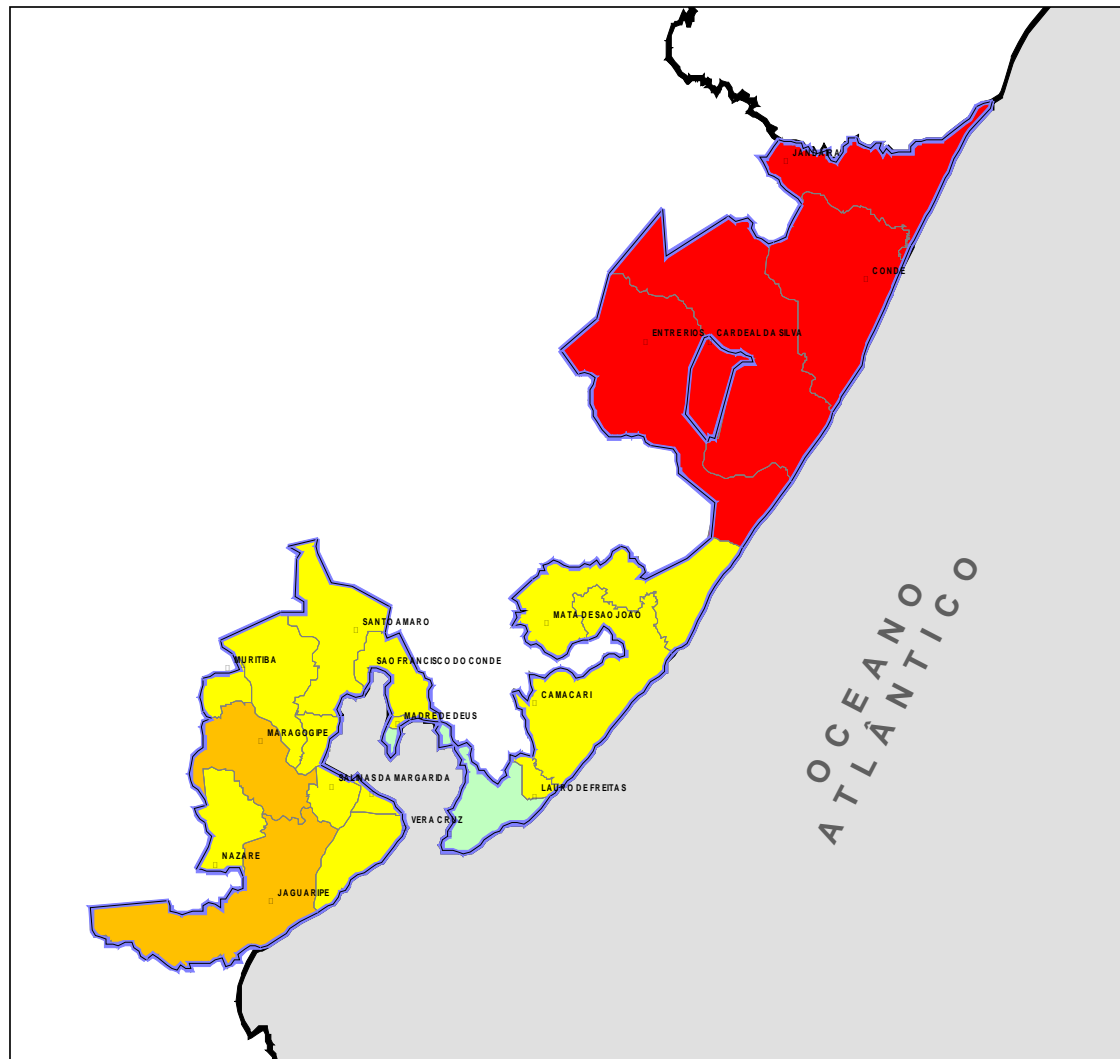 JANDAIRA
CONDE
ENTRE RIOS
CARDEAL DA SILVA
MATA DE SAO JOAO
SANTO AMARO
SAO FRANCISCO DO CONDE
MURITIBA
CAMACARI
MADRE DE DEUS
MARAGOGIPE
SALINAS DA MARGARIDA
LAURO DE FREITAS
VERA CRUZ
NAZARE
JAGUARIPE
OCEANO
ATLÂNTICO